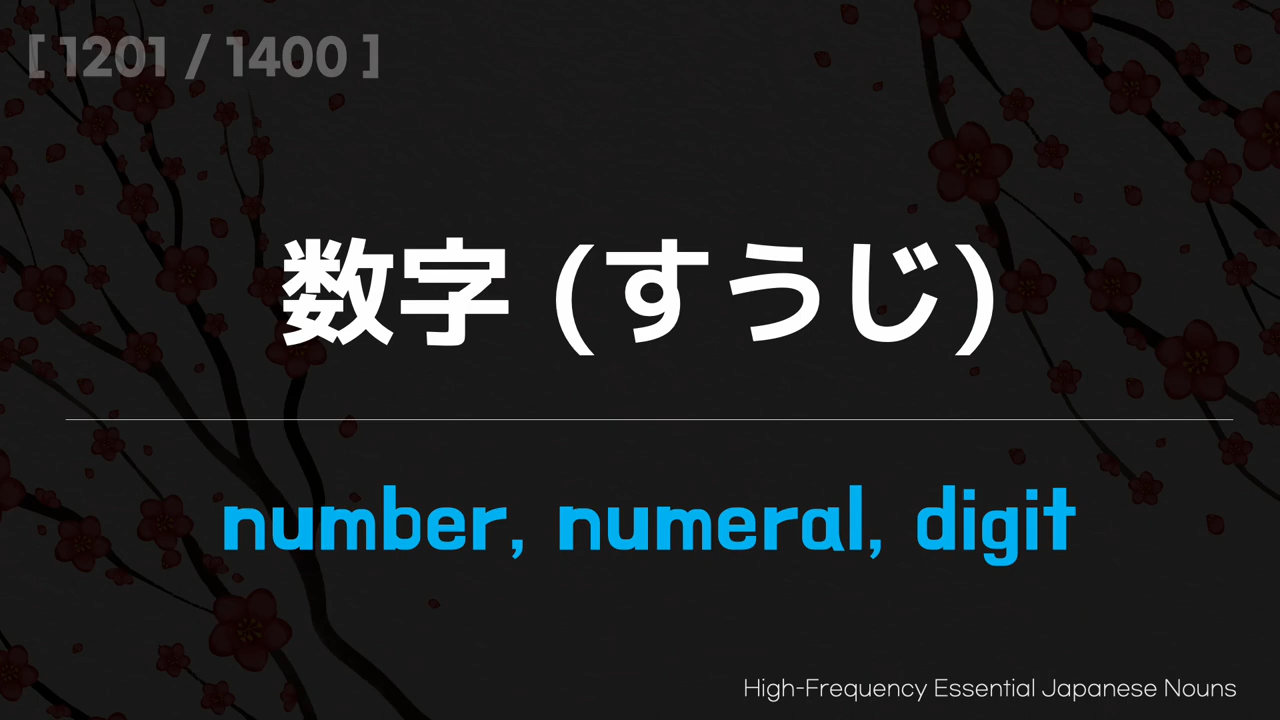 [ 1201 / 1400 ]
数字 (すうじ)
number, numeral, digit
High-Frequency Essential Japanese Nouns